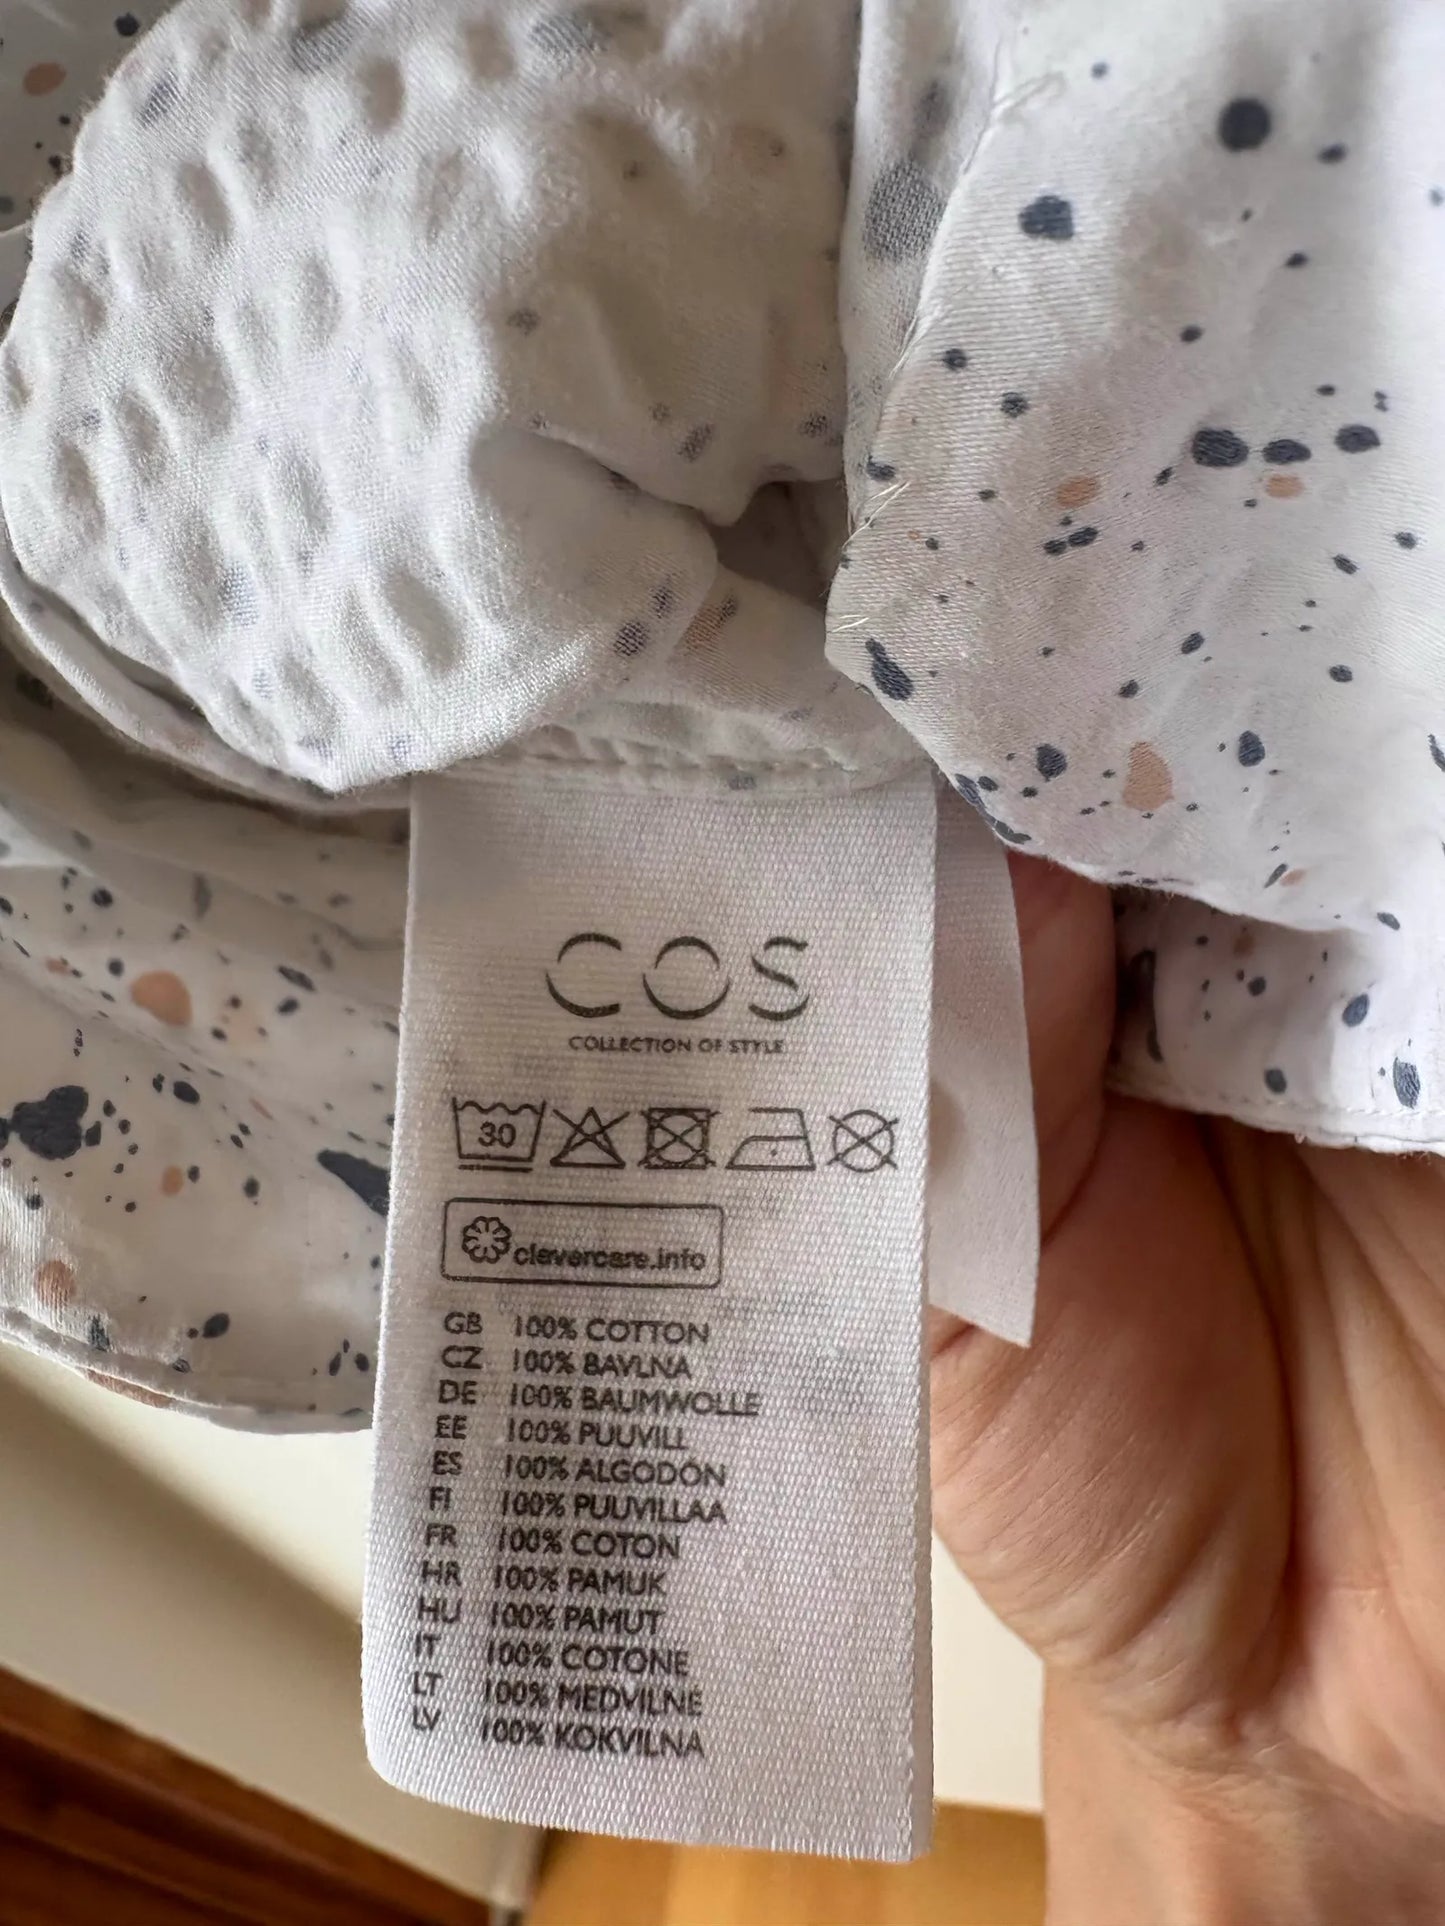 COS
COLLECTION OF STYLE
30
clevercare.info
GB 100% COTTON
CZ 100% BAVLNA
DE 100% BAUMWOLLE
EE 100% PUUVILL
ES 100% ALGODÓN
FI 100% PUUVILLAA
FR 100% COTON
HR 100% PAMUK
HU 100% PAMUT
IT 100% COTONE
LT 100% MEDVILNĖ
LV 100% KOKVILNA